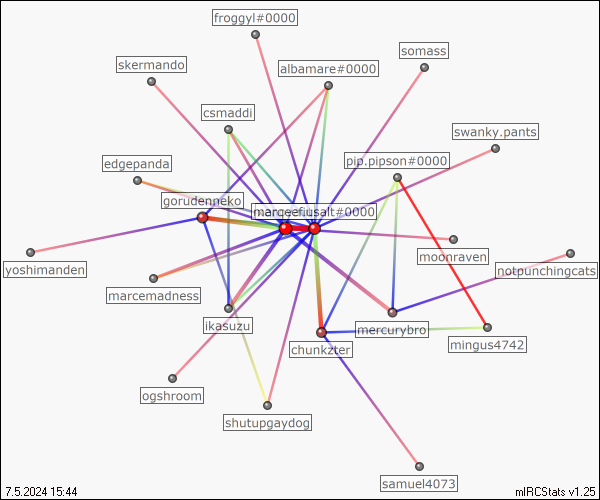 froggyl#0000
somass
skermando
albamare#0000
csmaddi
swanky.pants
edgepanda
pip.pipson#0000
gorudenneko
salt#0000
moonraven
yoshimanden
notpunchingcats
marcemadness
ikasuzu
mercurybro
chunkzter
mingus4742
ogshroom
shutupgaydog
samuel4073
7.5.2024 15:44
mIRCStats v1.25